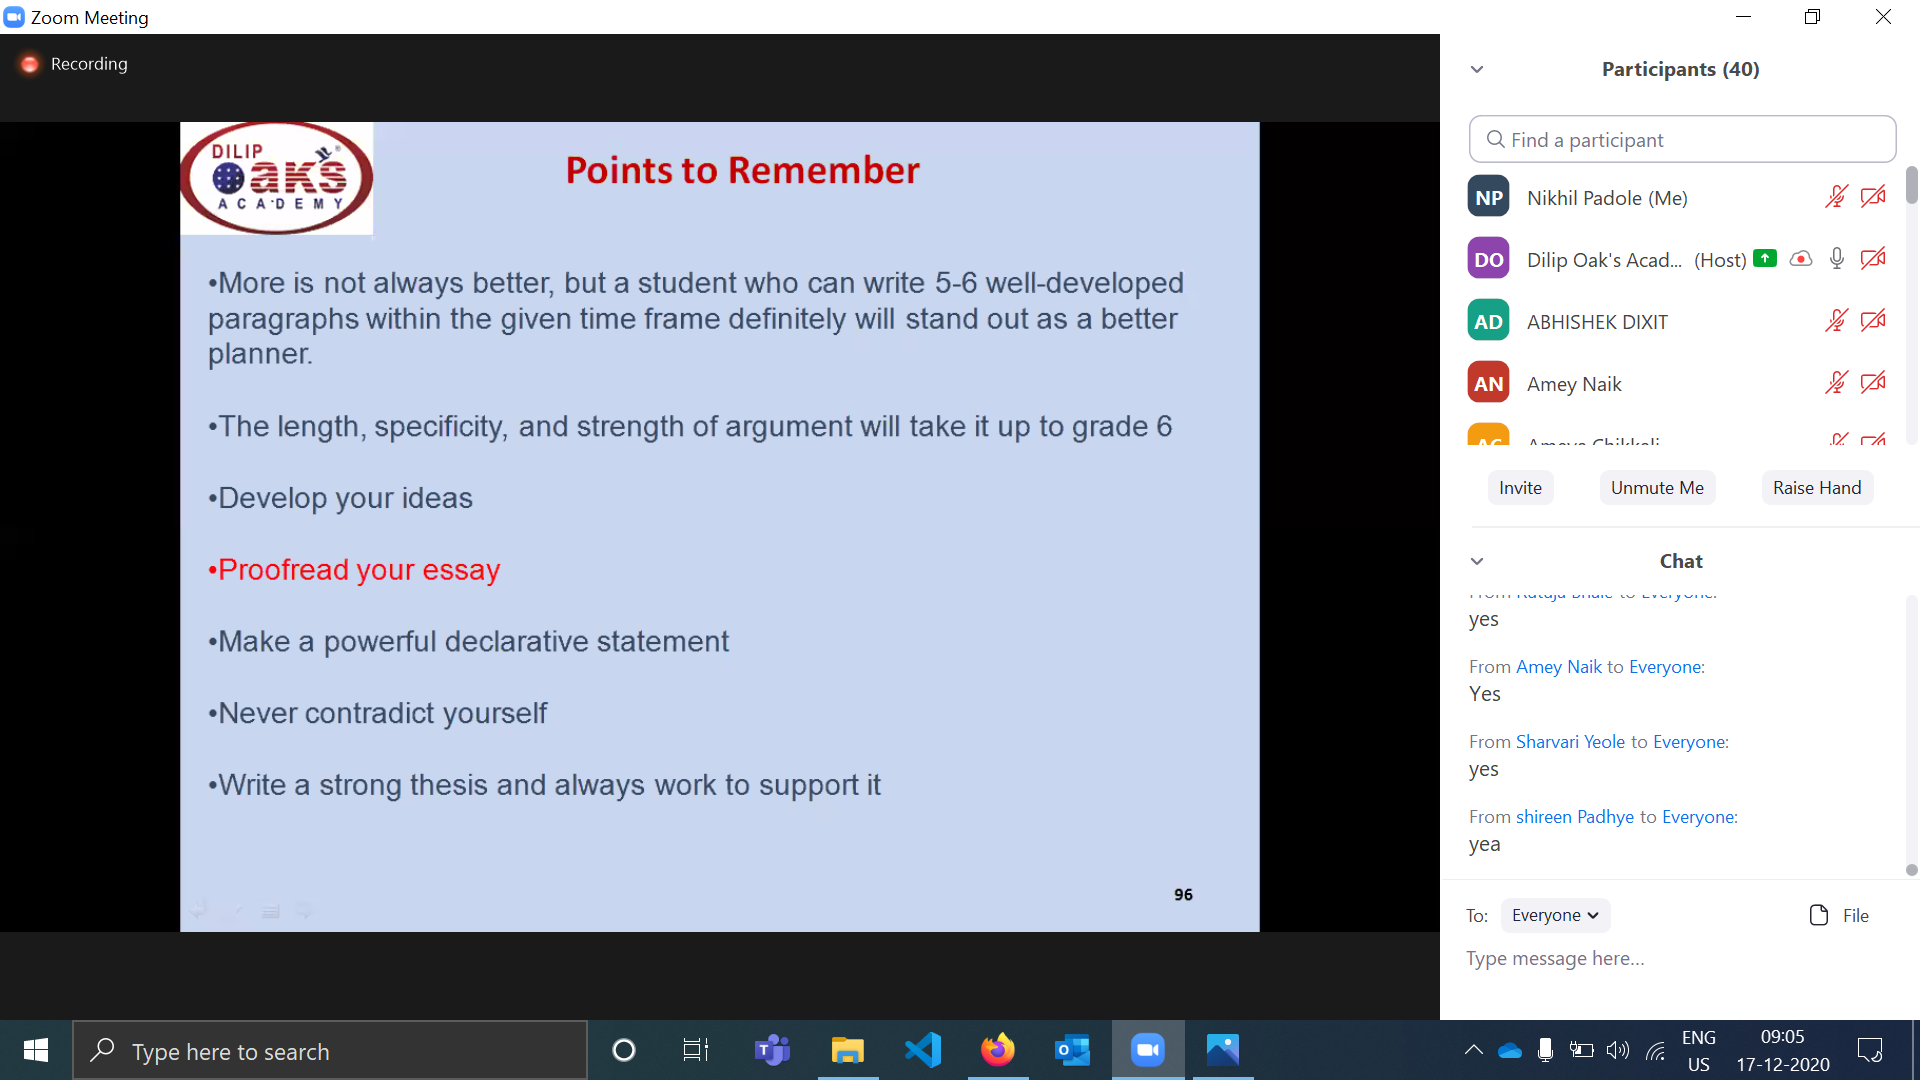 Zoom Meeting
Recording
DILIP
Oaks
ACADEMY
Points to Remember
•More is not always better, but a student who can write 5-6 well-developed
paragraphs within the given time frame definitely will stand out as a better
planner.
•The length, specificity, and strength of argument will take it up to grade 6
•Develop your ideas
•Proofread your essay
•Make a powerful declarative statement
•Never contradict yourself
•Write a strong thesis and always work to support it
96
Participants (40)
Find a participant
NP Nikhil Padole (Me)
DO Dilip Oak's Acad... (Host)
AD ABHISHEK DIXIT
AN Amey Naik
Invite Unmute Me Raise Hand
Chat
yes
From Amey Naik to Everyone:
Yes
From Sharvari Yeole to Everyone:
yes
From shireen Padhye to Everyone:
yea
To: Everyone File
Type message here...
Type here to search
ENG
US
09:05
17-12-2020